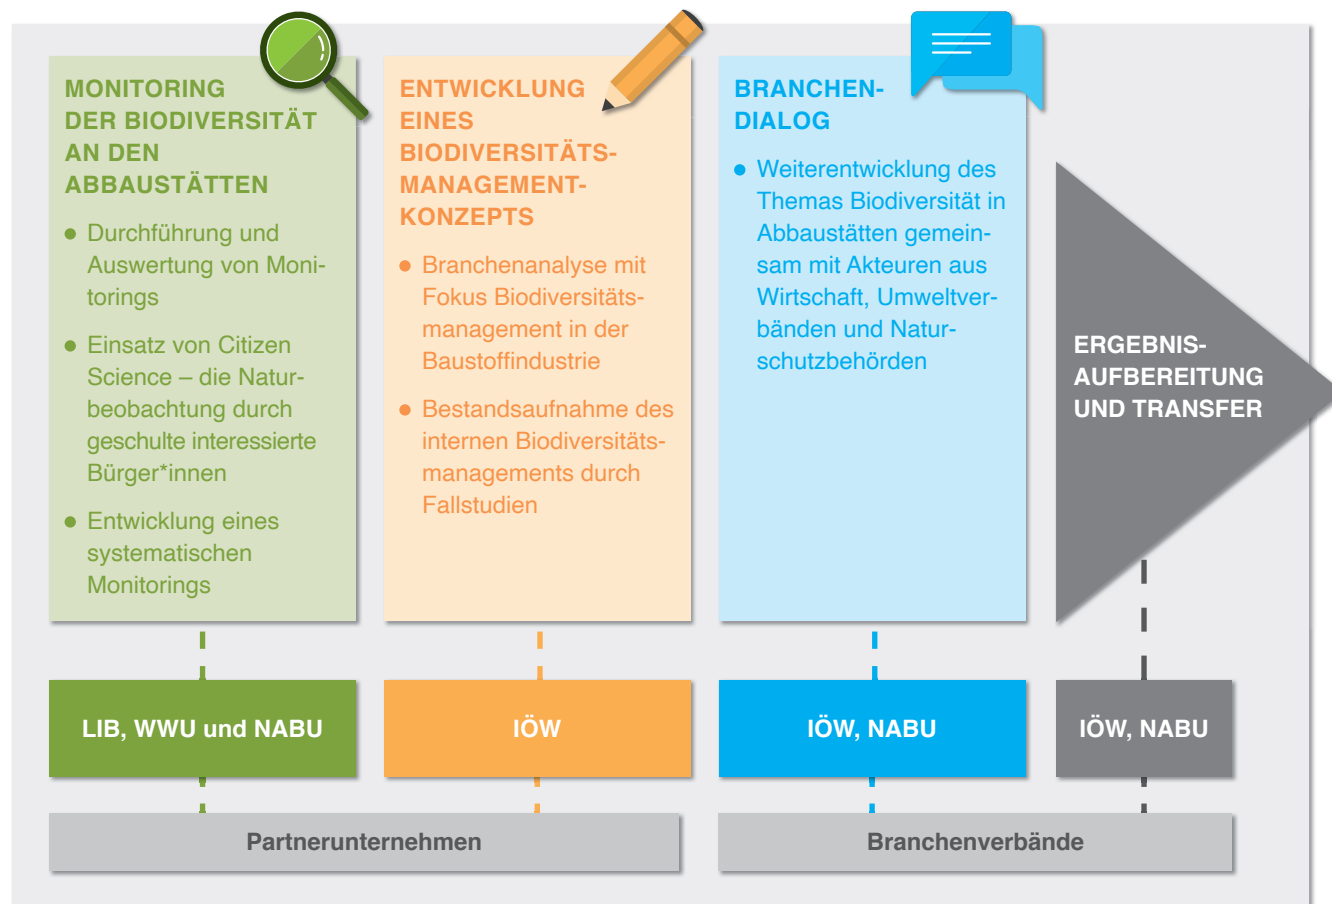 MONITORING
DER BIODIVERSITÄT
AN DEN
ABBAUSTÄTTEN
Durchführung und
Auswertung von Moni-
torings
Einsatz von Citizen
Science – die Natur-
beobachtung durch
geschulte interessierte
Bürger*innen
Entwicklung eines
systematischen
Monitorings
ENTWICKLUNG
EINES
BIODIVERSITÄTS-
MANAGEMENT-
KONZEPTS
Branchenanalyse mit
Fokus Biodiversitäts-
management in der
Baustoffindustrie
Bestandsaufnahme des
internen Biodiversitäts-
managements durch
Fallstudien
BRANCHEN-
DIALOG
Weiterentwicklung des
Themas Biodiversität in
Abbaustätten gemein-
sam mit Akteuren aus
Wirtschaft, Umweltver-
bänden und Natur-
schutzbehörden
ERGEBNIS-
AUFBEREITUNG
UND TRANSFER
LIB, WWU und NABU
IÖW
IÖW, NABU
IÖW, NABU
Partnerunternehmen
Branchenverbände